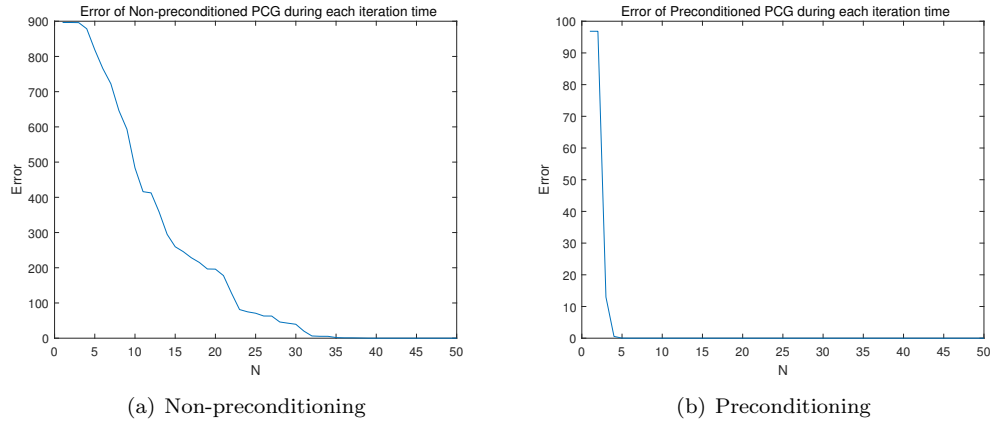 Error of Non-preconditioned PCG during each iteration time
900
800
700
600
500
400
300
200
100
0
Error
0 5 10 15 20 25 30 35 40 45 50
N
(a) Non-preconditioning
Error of Preconditioned PCG during each iteration time
100
90
80
70
60
50
40
30
20
10
0
Error
0 5 10 15 20 25 30 35 40 45 50
N
(b) Preconditioning